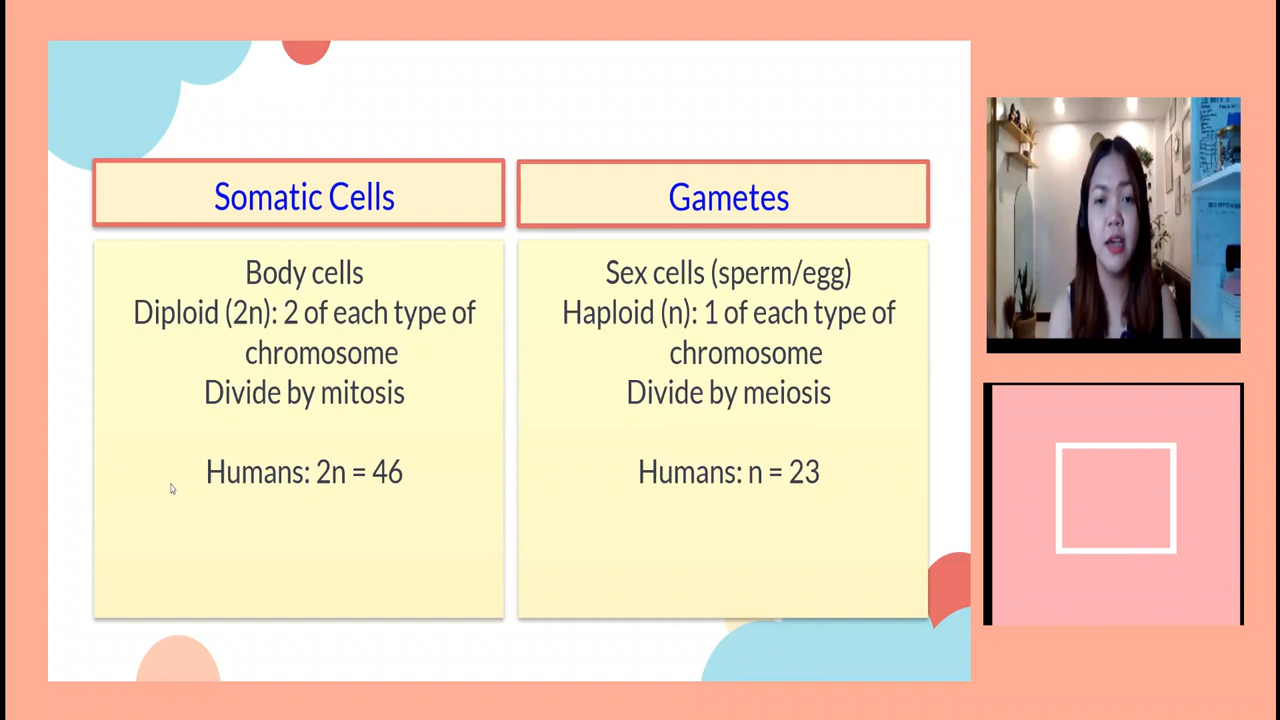 Somatic Cells
Body cells
Diploid (2n): 2 of each type of
chromosome
Divide by mitosis
Humans: 2n = 46
Gametes
Sex cells (sperm/egg)
Haploid (n): 1 of each type of
chromosome
Divide by meiosis
Humans: n = 23